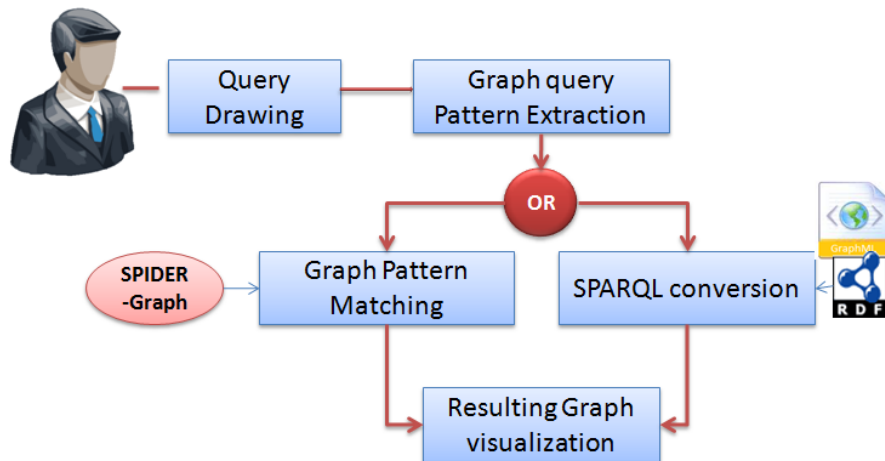 Query
Drawing
Graph query
Pattern Extraction
OR
GraphML
SPIDER
-Graph
Graph Pattern
Matching
SPARQL conversion
RDF
Resulting Graph
visualization